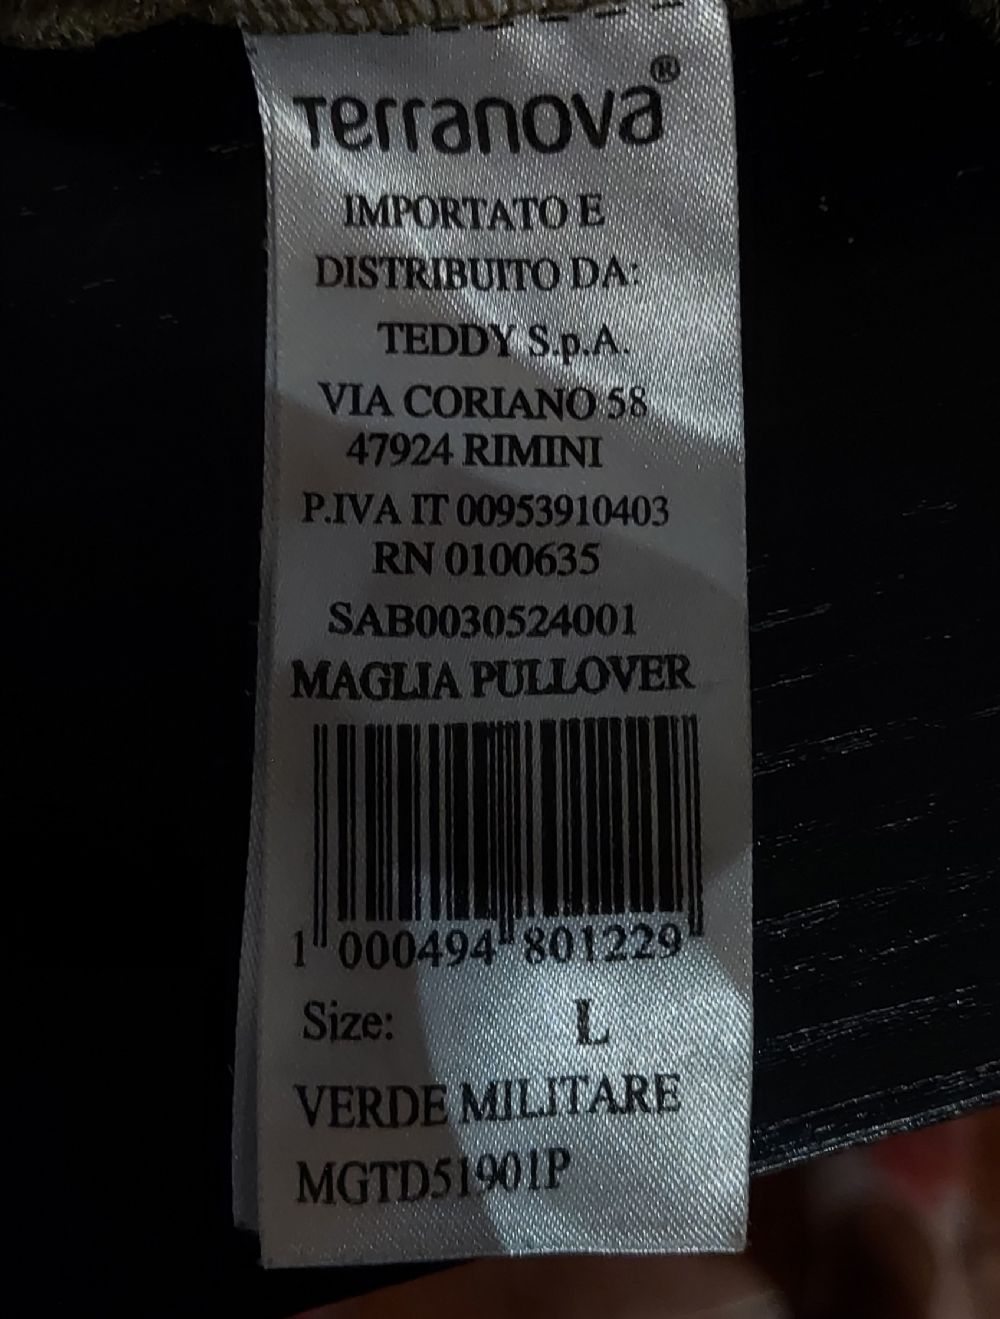 Terranova®
IMPORTATO E
DISTRIBUITO DA:
TEDDY S.p.A.
VIA CORIANO 58
47924 RIMINI
P.IVA IT 00953910403
RN 0100635
SAB0030524001
MAGLIA PULLOVER
1 000494 801229
Size: L
VERDE MILITARE
MGTD51901P